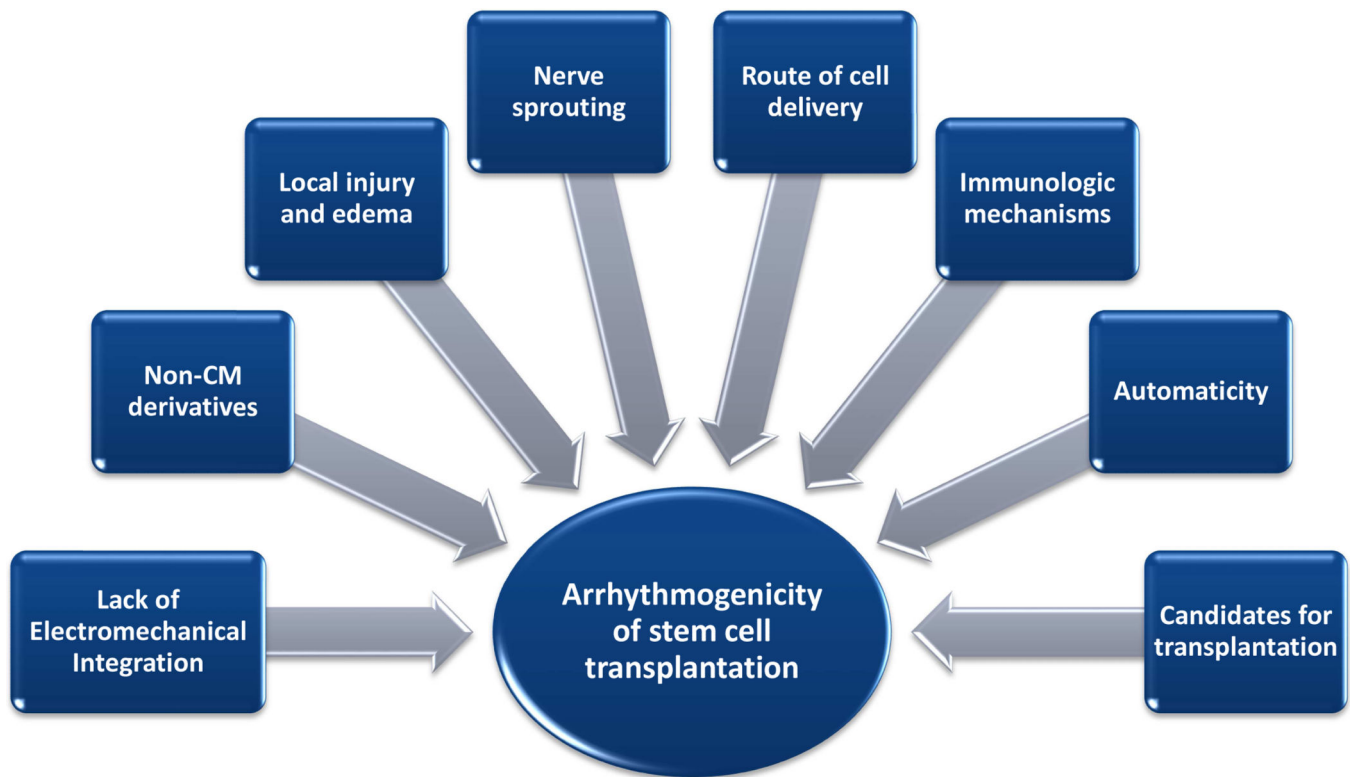 Nerve
sprouting
Route of cell
delivery
Local injury
and edema
Immunologic
mechanisms
Non-CM
derivatives
Automaticity
Lack of
Electromechanical
Integration
Arrhythmogenicity
of stem cell
transplantation
Candidates for
transplantation